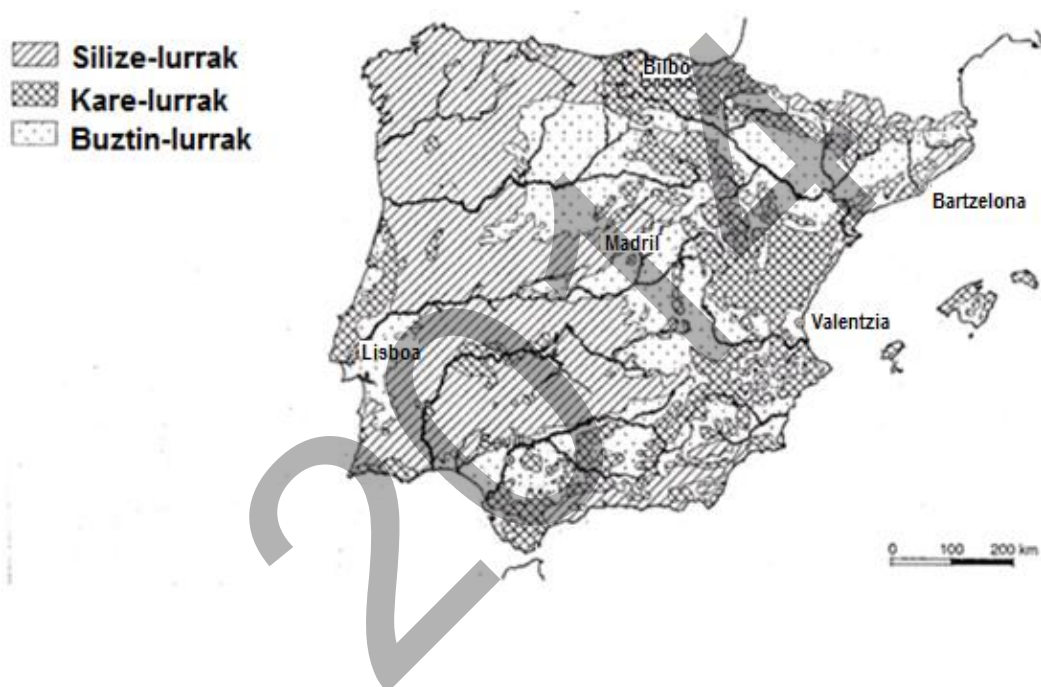 Silize-lurrak
Kare-lurrak
Buztin-lurrak
Bilbo
Bartzelona
Madril
Valentzia
Lisboa
0 100 200 km